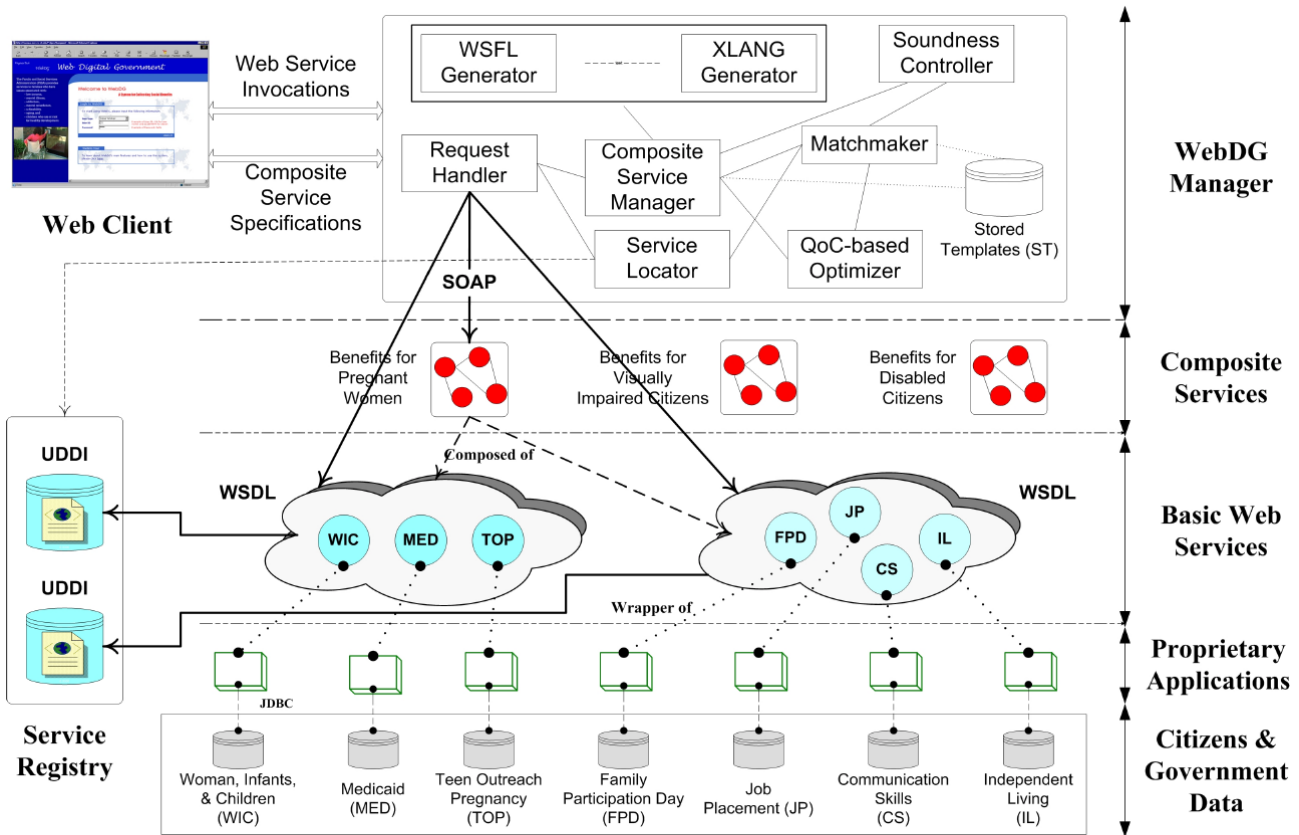 Web Digital Government
Welcome to WebDG
Web Client
Web Service
Invocations
Composite
Service
Specifications
WSFL
Generator
XLANG
Generator
Soundness
Controller
Request
Handler
Composite
Service
Manager
Matchmaker
Service
Locator
QoC-based
Optimizer
Stored
Templates (ST)
WebDG
Manager
SOAP
Benefits for
Pregnant
Women
Benefits for
Visually
Impaired Citizens
Benefits for
Disabled
Citizens
Composite
Services
UDDI
UDDI
Service
Registry
Composed of
WSDL
WIC
MED
TOP
FPD
JP
CS
IL
WSDL
Basic Web
Services
Wrapper of
Proprietary
Applications
JDBC
Woman, Infants,
& Children
(WIC)
Medicaid
(MED)
Teen Outreach
Pregnancy
(TOP)
Family
Participation Day
(FPD)
Job
Placement (JP)
Communication
Skills
(CS)
Independent
Living
(IL)
Citizens &
Government
Data